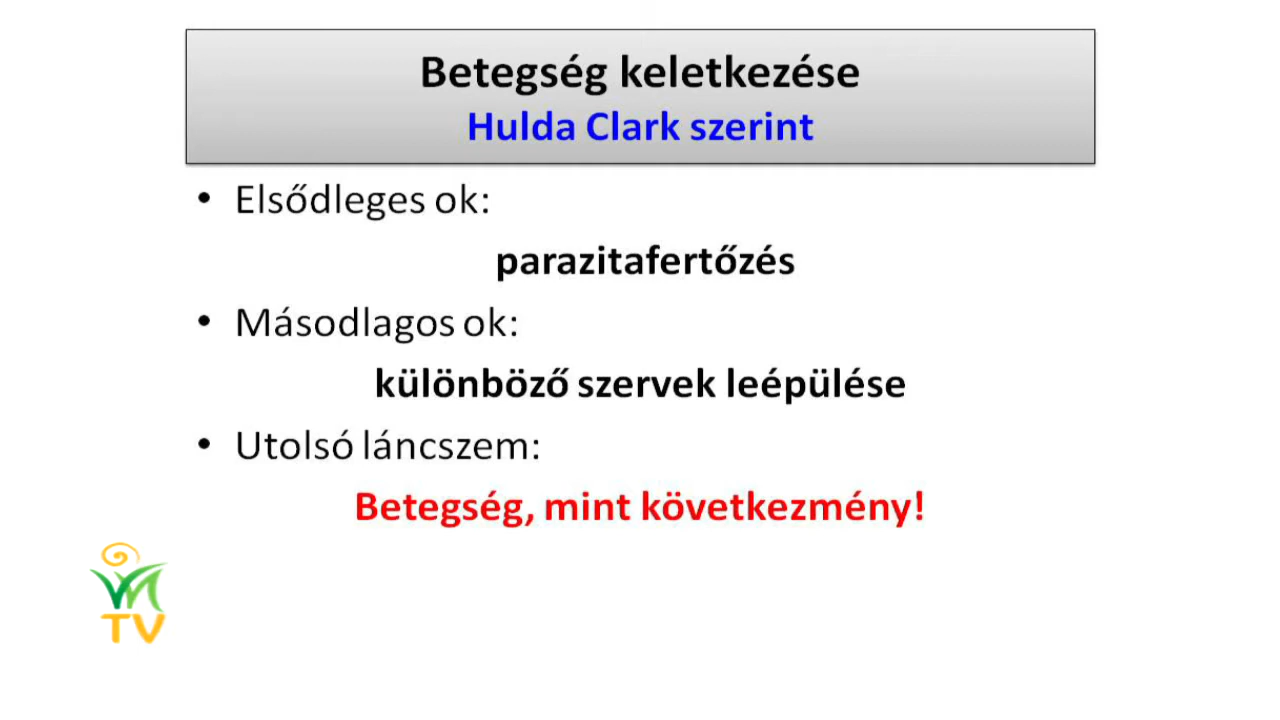 Betegség keletkezése
Hulda Clark szerint
• Elsődleges ok:
parazitafertőzés
• Másodlagos ok:
különböző szervek leépülése
• Utolsó láncszem:
Betegség, mint következmény!
TV